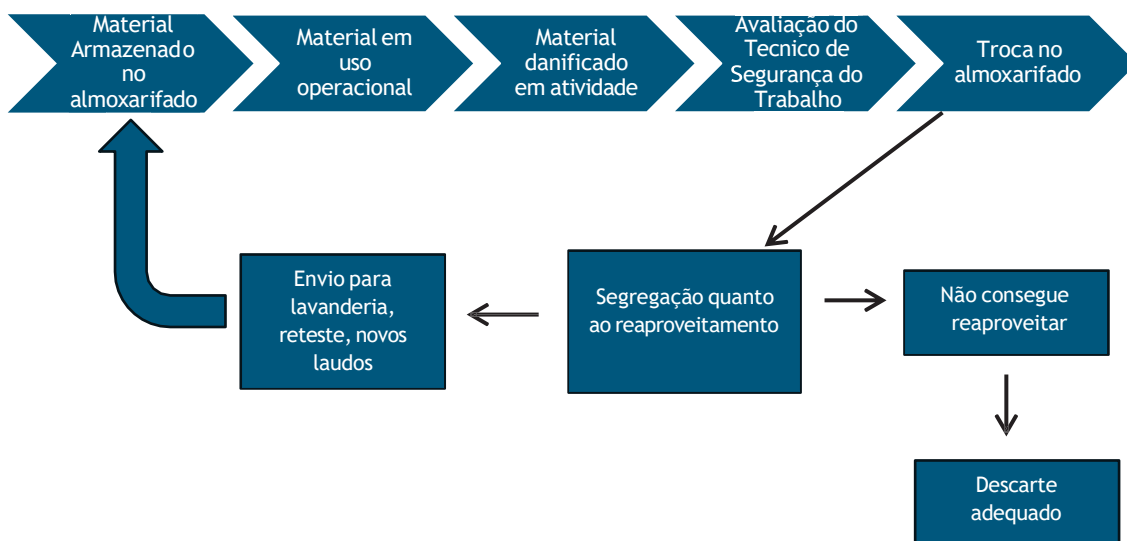 Material
Armazenado
no
almoxarifado
Material em
uso
operacional
Material
danificado
em atividade
Avaliação do
Tecnico de
Segurança do
Trabalho
Troca no
almoxarifado
Envio para
lavanderia,
reteste, novos
laudos
Segregação quanto
ao reaproveitamento
Não consegue
reaproveitar
Descarte
adequado